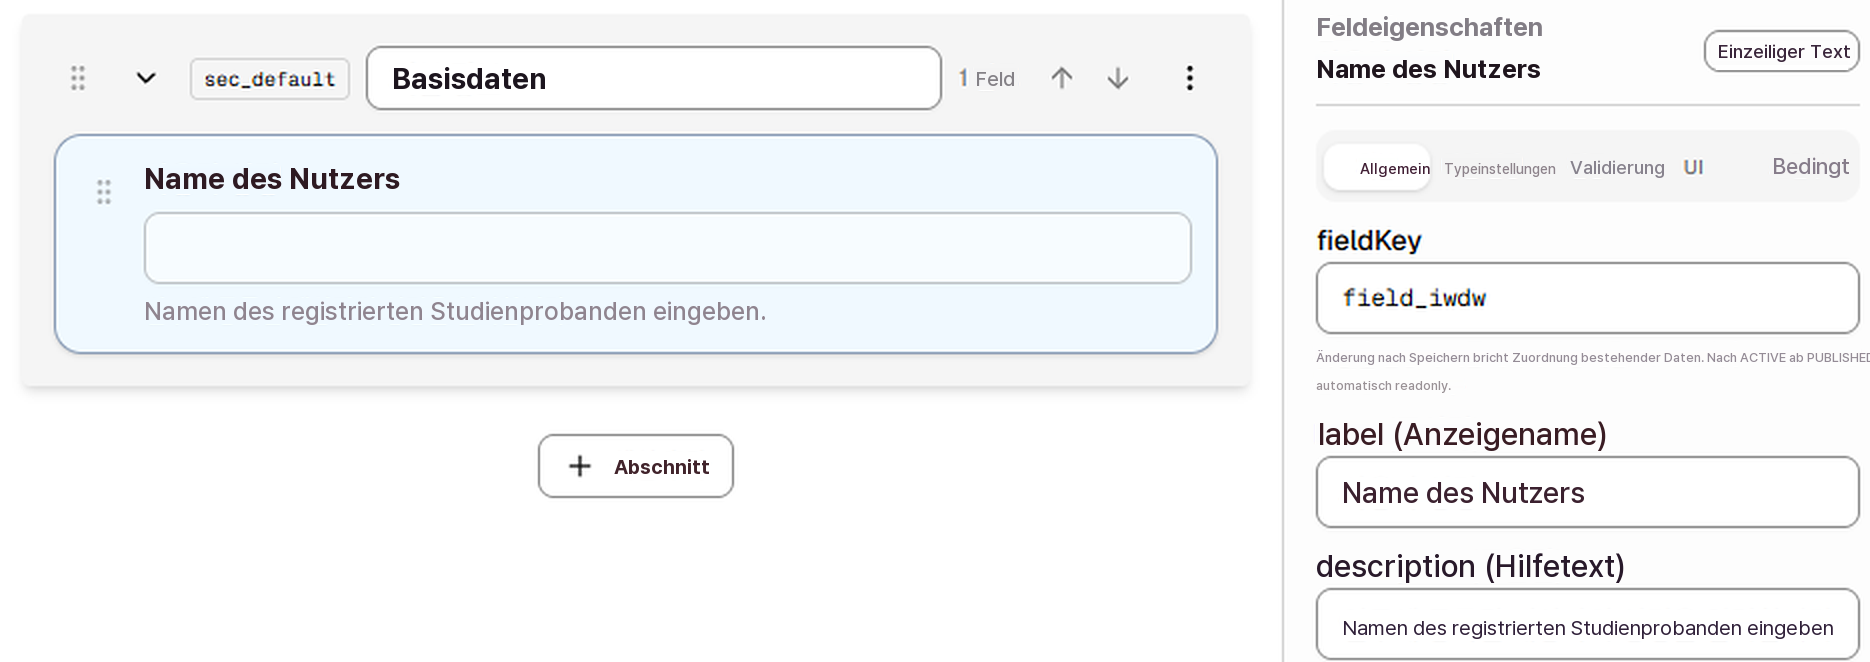 sec_default
Basisdaten
1 Feld
Name des Nutzers
Namen des registrierten Studienprobanden eingeben.
Abschnitt
Feldeigenschaften
Name des Nutzers
Einzeiliger Text
Allgemein Typeinstellungen Validierung UI Bedingt
fieldKey
field_iwdw
Änderung nach Speichern bricht Zuordnung bestehender Daten. Nach ACTIVE ab PUBLISHED
automatisch readonly.
label (Anzeigename)
Name des Nutzers
description (Hilfetext)
Namen des registrierten Studienprobanden eingeben